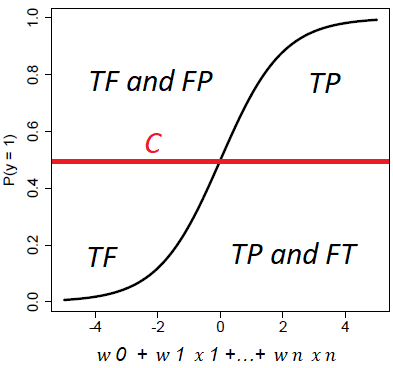 1.0
TF and FP
TP
0.8
0.6
C
P(y = 1)
0.4
0.2
TF
TP and FT
0.0
-4 -2 0 2 4
w 0 + w 1 x 1 +...+ w n x n